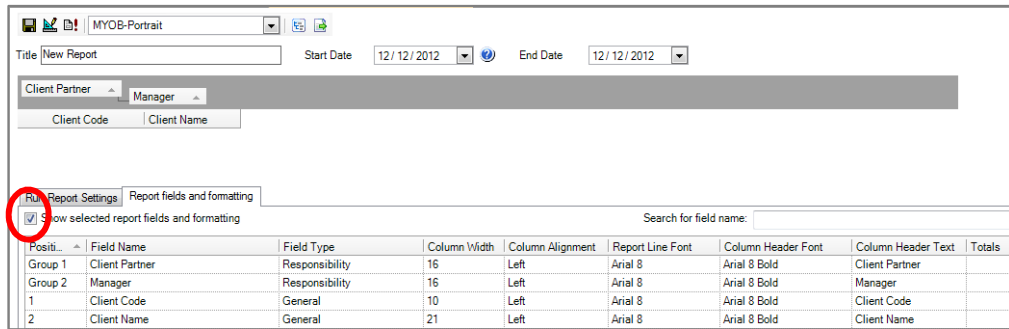 MYOB-Portrait
Title New Report Start Date 12/12/2012 End Date 12/12/2012
Client Partner
Manager
Client Code Client Name
Run Report Settings Report fields and formatting
Show selected report fields and formatting Search for field name:
Positi... Field Name Field Type Column Width Column Alignment Report Line Font Column Header Font Column Header Text Totals
Group 1 Client Partner Responsibility 16 Left Arial 8 Arial 8 Bold Client Partner
Group 2 Manager Responsibility 16 Left Arial 8 Arial 8 Bold Manager
1 Client Code General 10 Left Arial 8 Arial 8 Bold Client Code
2 Client Name General 21 Left Arial 8 Arial 8 Bold Client Name